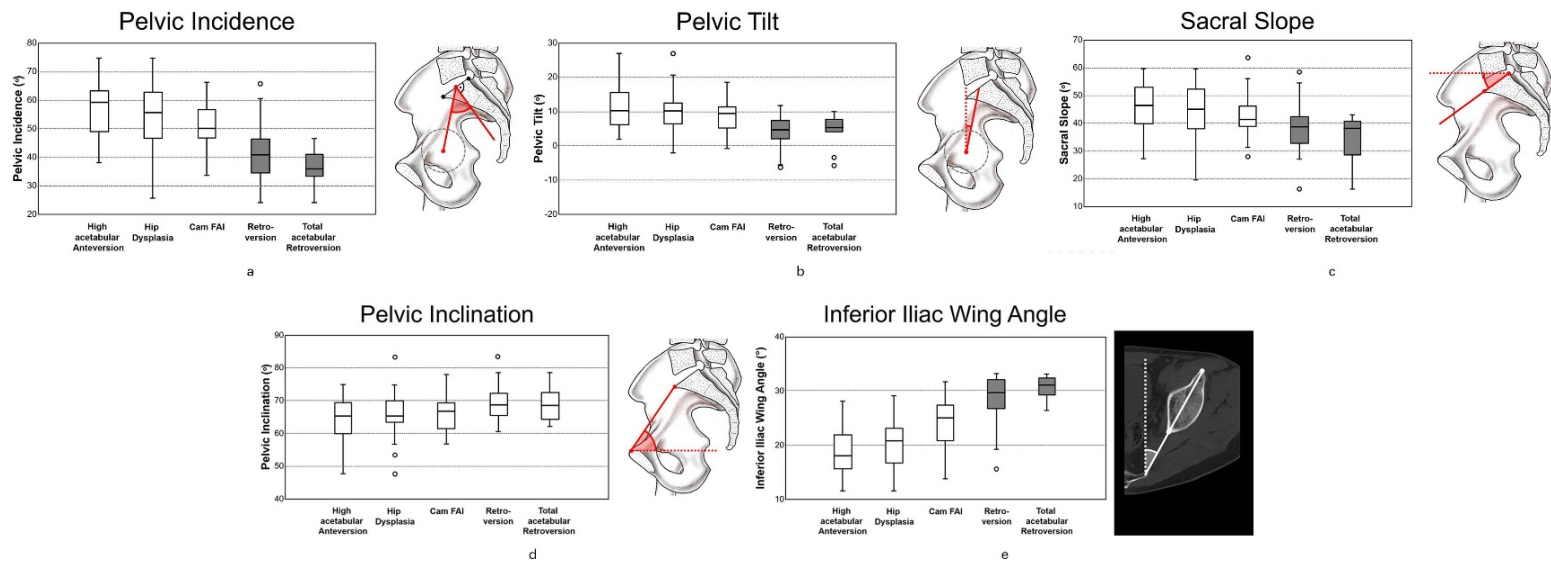 Pelvic Incidence
Pelvic Incidence (º)
80
70
60
50
40
30
20
High
acetabular
Anteversion
Hip
Dysplasia
Cam FAI
Retro-
version
Total
acetabular
Retroversion
a
Pelvic Tilt
Pelvic Tilt (º)
30
20
10
0
-10
-20
High
acetabular
Anteversion
Hip
Dysplasia
Cam FAI
Retro-
version
Total
acetabular
Retroversion
b
Sacral Slope
Sacral Slope (º)
70
60
50
40
30
20
10
High
acetabular
Anteversion
Hip
Dysplasia
Cam FAI
Retro-
version
Total
acetabular
Retroversion
c
Pelvic Inclination
Pelvic Inclination (º)
90
80
70
60
50
40
High
acetabular
Anteversion
Hip
Dysplasia
Cam FAI
Retro-
version
Total
acetabular
Retroversion
d
Inferior Iliac Wing Angle
Inferior Iliac Wing Angle (°)
40
30
20
10
High
acetabular
Anteversion
Hip
Dysplasia
Cam FAI
Retro-
version
Total
acetabular
Retroversion
e